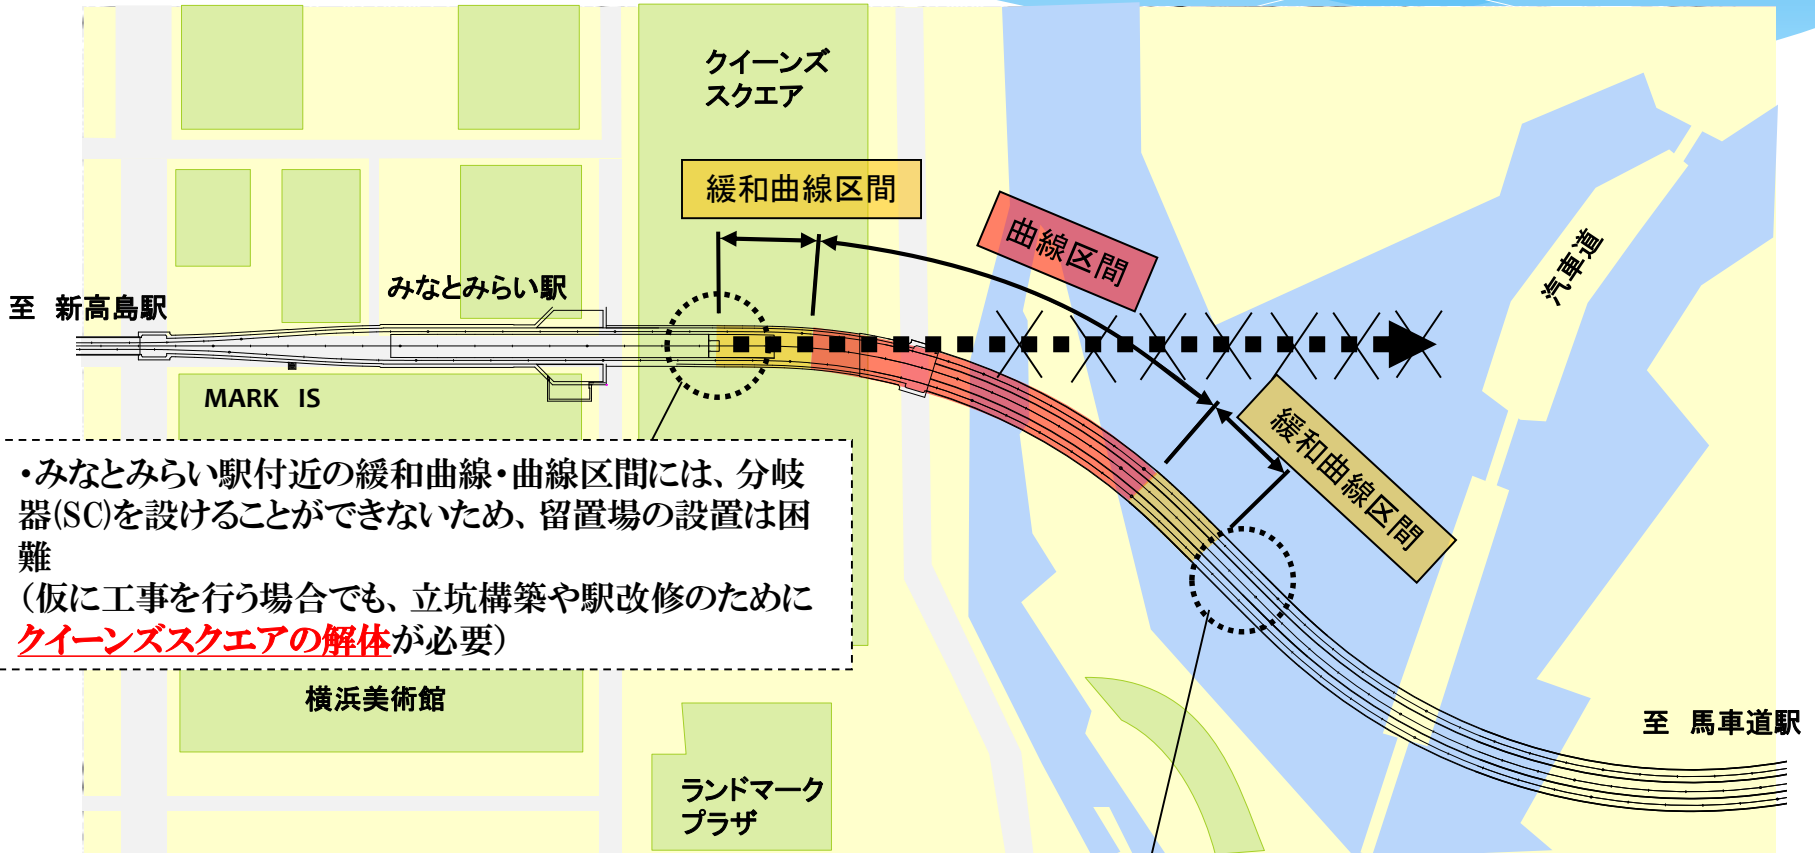 クイーンズ
スクエア
緩和曲線区間
曲線区間
汽車道
至　新高島駅
みなとみらい駅
MARK IS
緩和曲線区間
・みなとみらい駅付近の緩和曲線・曲線区間には、分岐
器(SC)を設けることができないため、留置場の設置は困
難
（仮に工事を行う場合でも、立坑構築や駅改修のために
クイーンズスクエアの解体が必要）
横浜美術館
至　馬車道駅
ランドマーク
プラザ